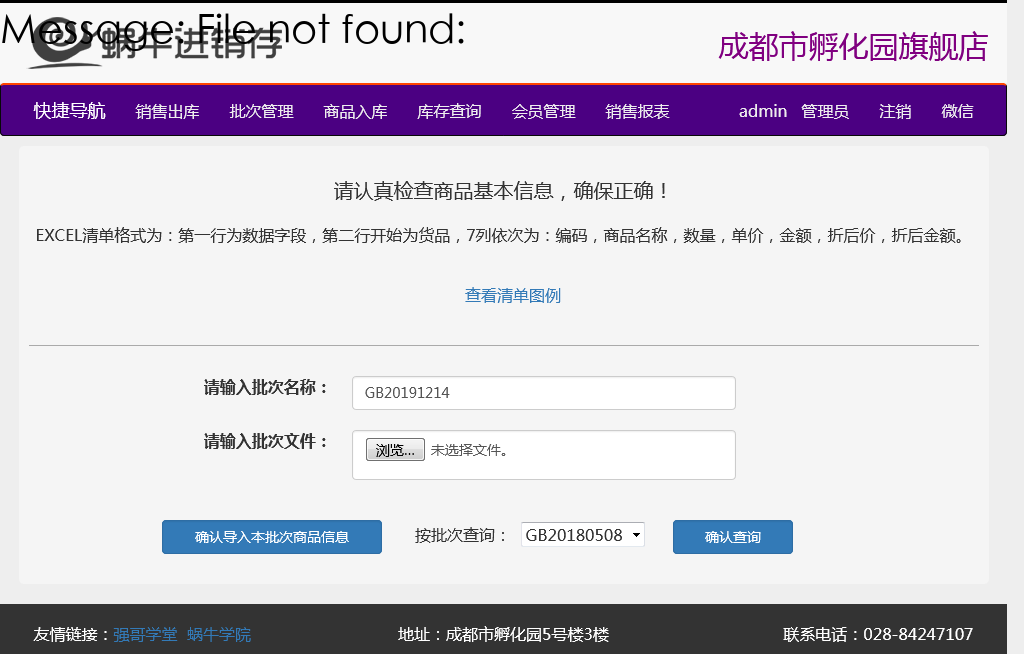 Message: File not found:
蜗牛进销存
成都市孵化园旗舰店
快捷导航 销售出库 批次管理 商品入库 库存查询 会员管理 销售报表 admin 管理员 注销 微信
请认真检查商品基本信息，确保正确！
EXCEL清单格式为：第一行为数据字段，第二行开始为货品，7列依次为：编码，商品名称，数量，单价，金额，折后价，折后金额。
查看清单图例
请输入批次名称： GB20191214
请输入批次文件： 浏览... 未选择文件。
确认导入本批次商品信息 按批次查询： GB20180508 确认查询
友情链接：强哥学堂 蜗牛学院 地址：成都市孵化园5号楼3楼 联系电话：028-84247107